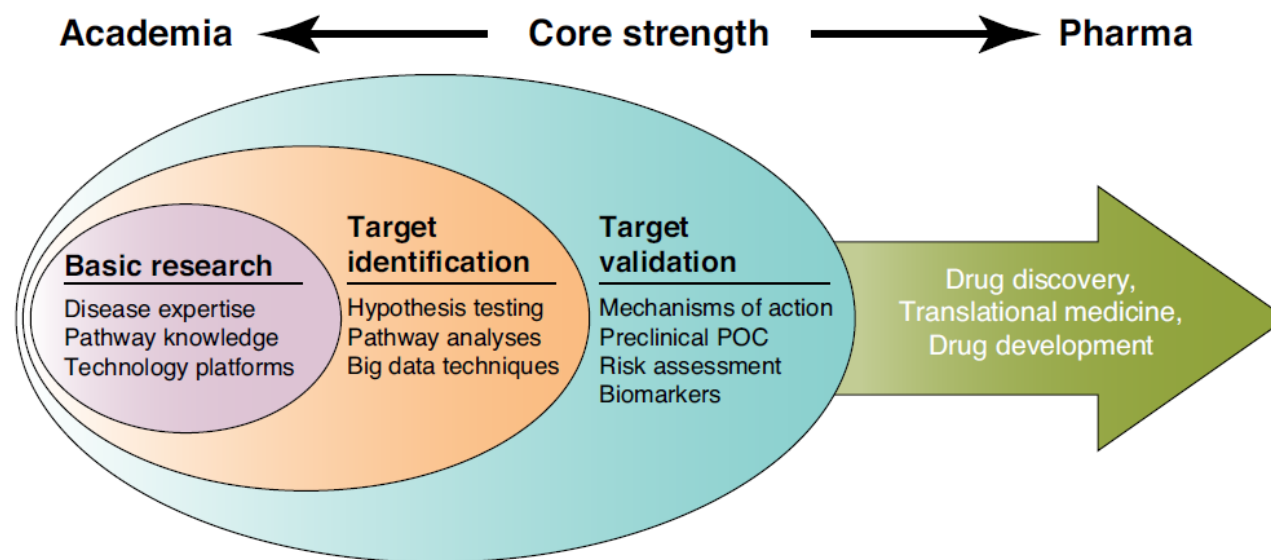 Academia Core strength Pharma
Basic research
Disease expertise
Pathway knowledge
Technology platforms
Target
identification
Hypothesis testing
Pathway analyses
Big data techniques
Target
validation
Mechanisms of action
Preclinical POC
Risk assessment
Biomarkers
Drug discovery,
Translational medicine,
Drug development